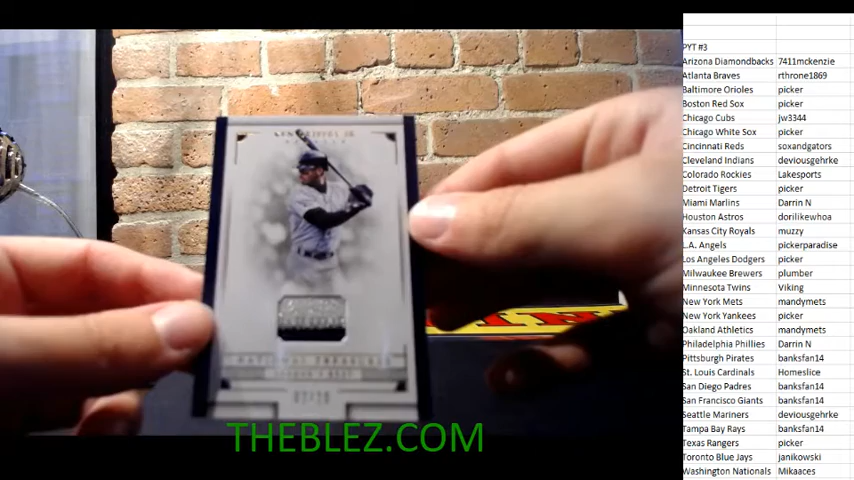 KEN GRIFFEY JR
NATIONAL TREASURES
THEBLEZ.COM
PYT #3
Arizona Diamondbacks 7411mckenzie
Atlanta Braves rthrone1869
Baltimore Orioles picker
Boston Red Sox picker
Chicago Cubs jw3344
Chicago White Sox picker
Cincinnati Reds soxandgators
Cleveland Indians deviousgehrke
Colorado Rockies Lakesports
Detroit Tigers picker
Miami Marlins Darrin N
Houston Astros dorilikewhoa
Kansas City Royals muzzy
L.A. Angels pickerparadise
Los Angeles Dodgers picker
Milwaukee Brewers plumber
Minnesota Twins Viking
New York Mets mandymets
New York Yankees picker
Oakland Athletics mandymets
Philadelphia Phillies Darrin N
Pittsburgh Pirates banksfan14
St. Louis Cardinals Homeslice
San Diego Padres banksfan14
San Francisco Giants banksfan14
Seattle Mariners deviousgehrke
Tampa Bay Rays banksfan14
Texas Rangers picker
Toronto Blue Jays janikowski
Washington Nationals Mikaaces